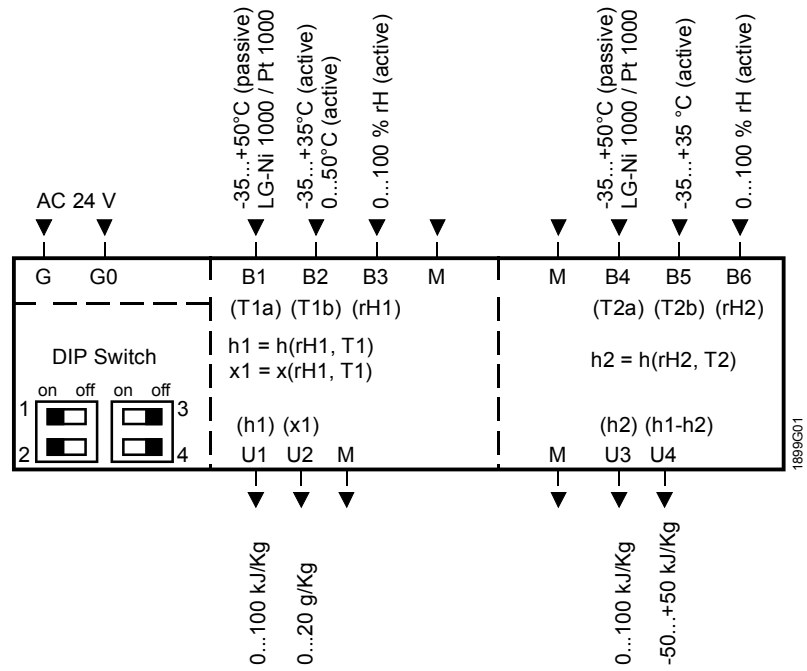 -35...+50°C (passive)
LG-Ni 1000 / Pt 1000
-35...+35°C (active)
0...50°C (active)
0...100 % rH (active)
-35...+50°C (passive)
LG-Ni 1000 / Pt 1000
-35...+35 °C (active)
0...100 % rH (active)
AC 24 V
G G0 B1 B2 B3 M M B4 B5 B6
(T1a) (T1b) (rH1) (T2a) (T2b) (rH2)
h1 = h(rH1, T1)
x1 = x(rH1, T1)
h2 = h(rH2, T2)
DIP Switch
on off on off
1 3
2 4
(h1) (x1) (h2) (h1-h2)
U1 U2 M M U3 U4
1899G01
0...100 kJ/Kg
0...20 g/Kg
0...100 kJ/Kg
-50...+50 kJ/Kg